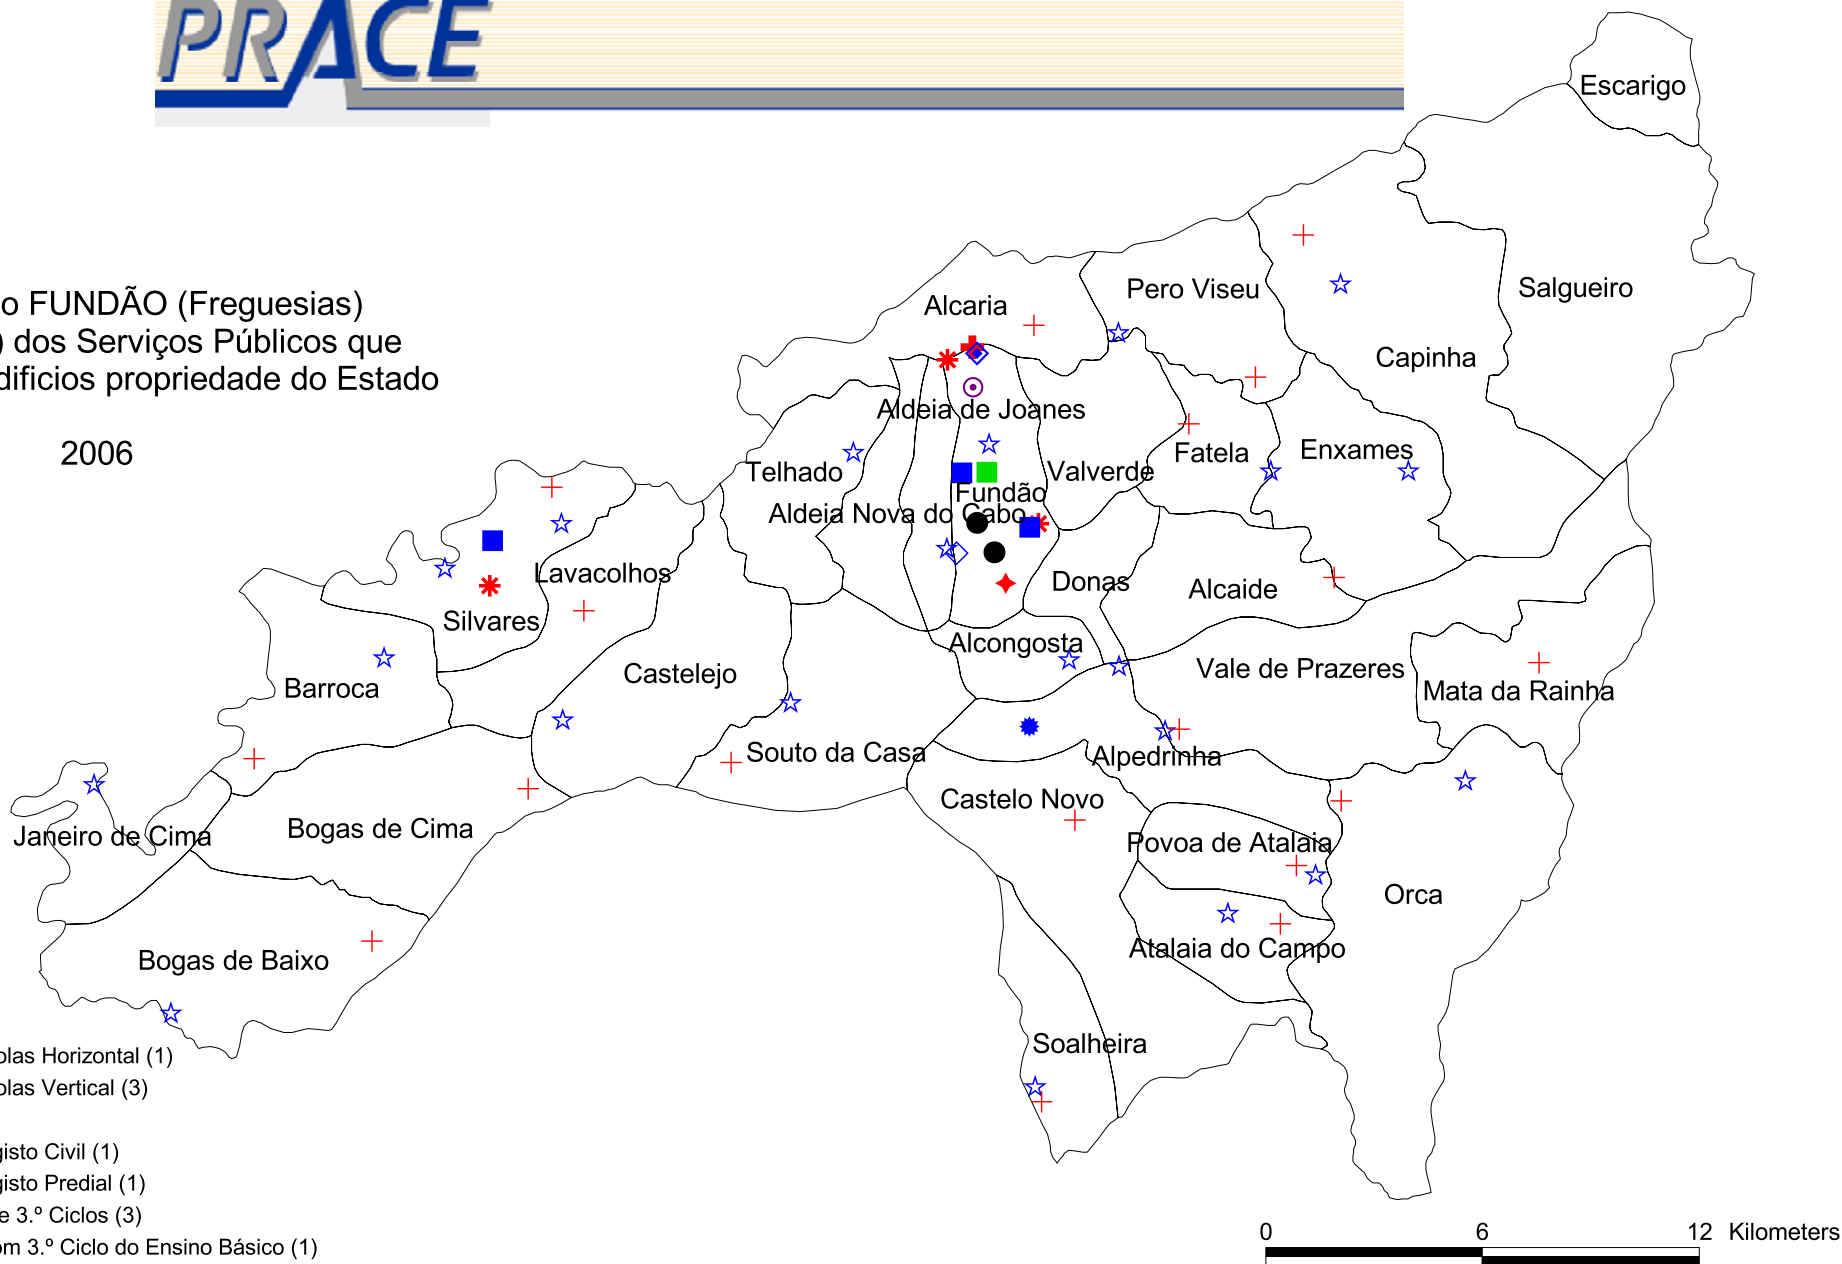 PRACE
Escarigo
o FUNDÃO (Freguesias)
) dos Serviços Públicos que
dificios propriedade do Estado
2006
Alcaria
Pero Viseu
Salgueiro
Capinha
Aldeia de Joanes
Telhado
Valverde
Fatela
Enxames
Fundão
Aldeia Nova do Cabo
Lavacolhos
Donas
Alcaide
Silvares
Alcongosta
Castelejo
Vale de Prazeres
Barroca
Mata da Rainha
Souto da Casa
Alpedrinha
Castelo Novo
Janeiro de Cima
Bogas de Cima
Povoa de Atalaia
Orca
Atalaia do Campo
Bogas de Baixo
Soalheira
olas Horizontal (1)
olas Vertical (3)
gisto Civil (1)
gisto Predial (1)
e 3.º Ciclos (3)
om 3.º Ciclo do Ensino Básico (1)
0 6 12 Kilometers